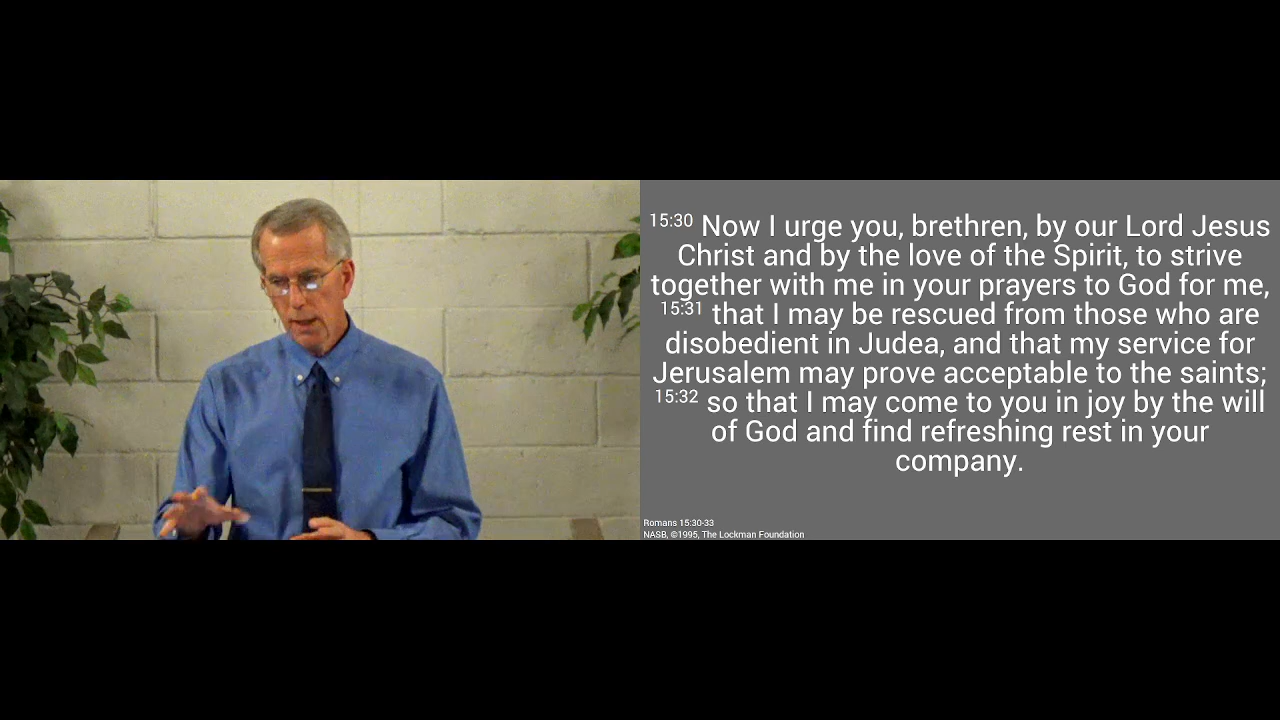 15:30 Now I urge you, brethren, by our Lord Jesus
Christ and by the love of the Spirit, to strive
together with me in your prayers to God for me,
15:31 that I may be rescued from those who are
disobedient in Judea, and that my service for
Jerusalem may prove acceptable to the saints;
15:32 so that I may come to you in joy by the will
of God and find refreshing rest in your
company.
Romans 15:30-33
NASB, ©1995, The Lockman Foundation